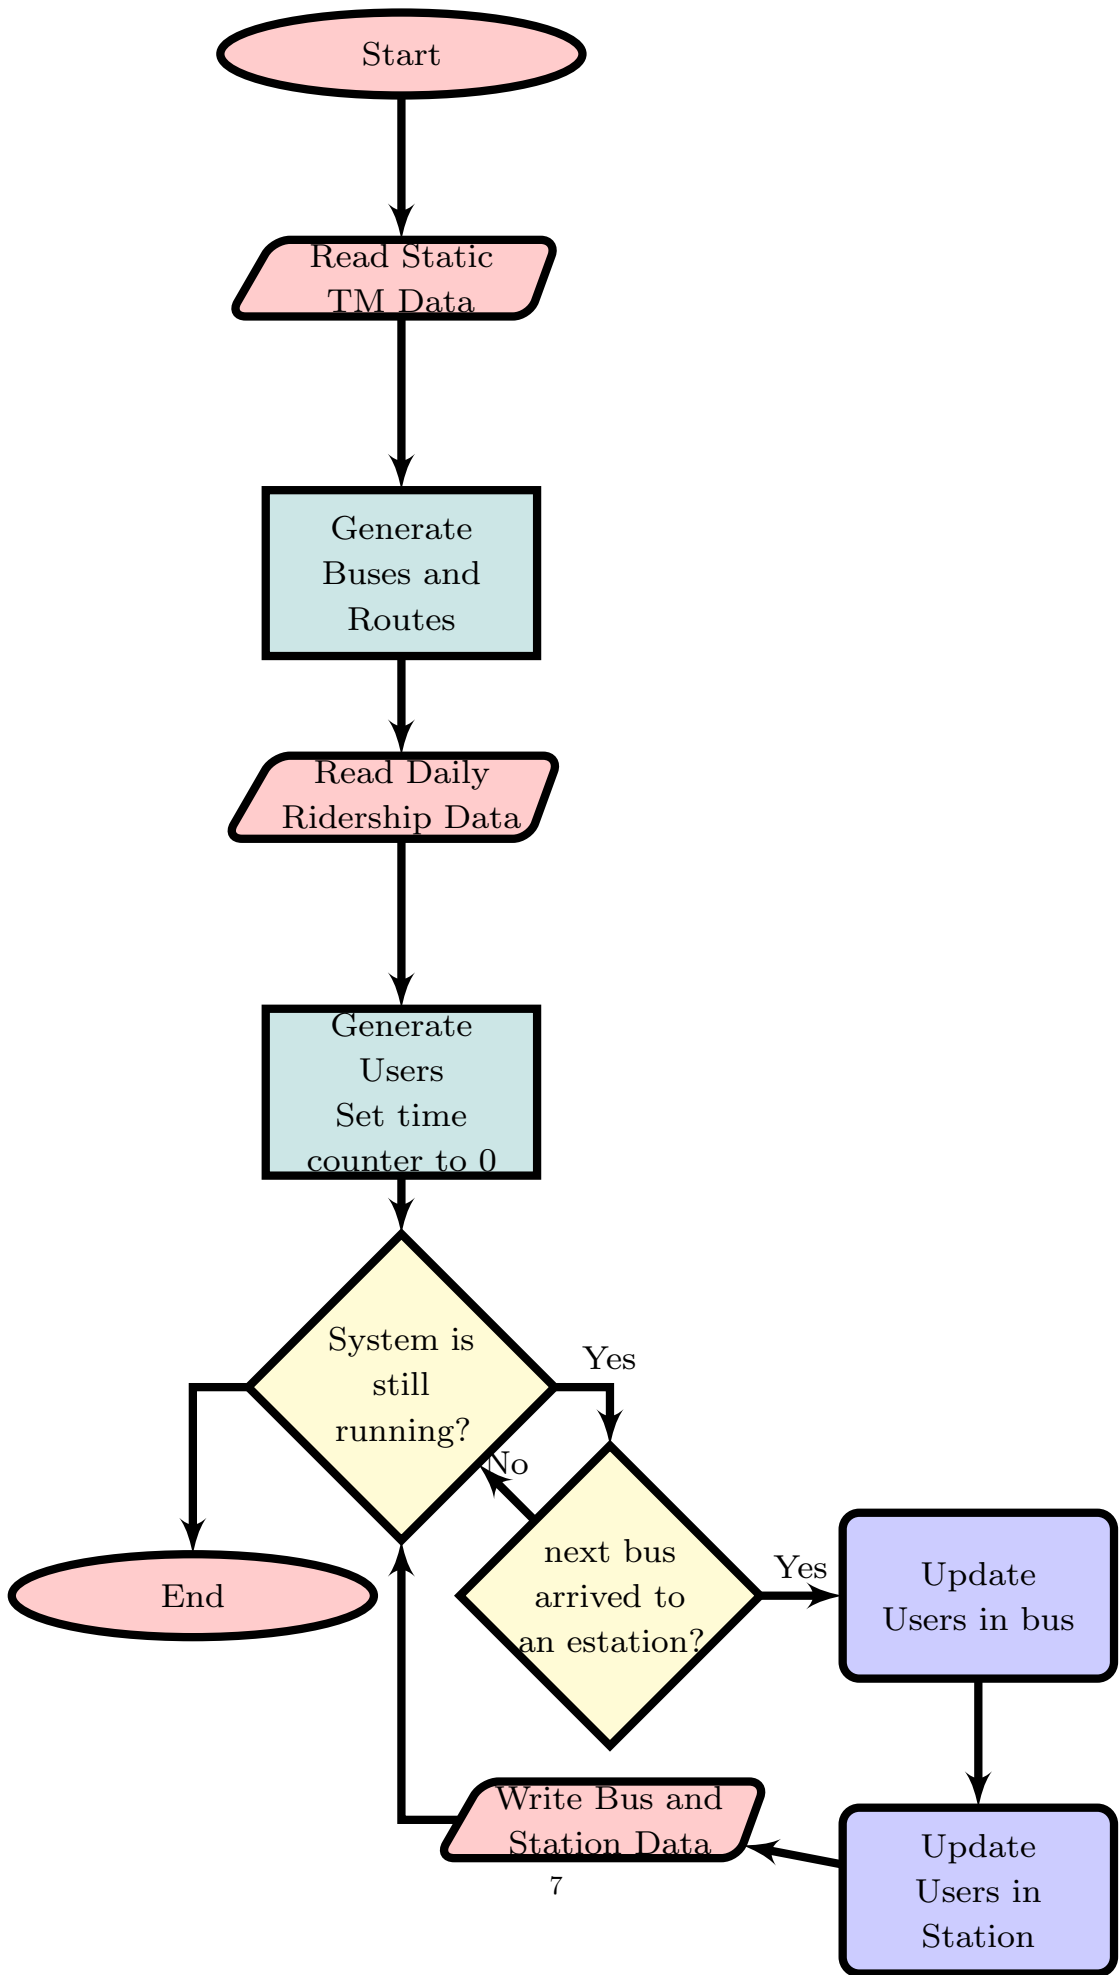 Start
Read Static
TM Data
Generate
Buses and
Routes
Read Daily
Ridership Data
Generate
Users
Set time
counter to 0
System is
still
running?
Yes
No
next bus
arrived to
an estation?
Yes
Update
Users in bus
End
Write Bus and
Station Data
Update
Users in
Station
7